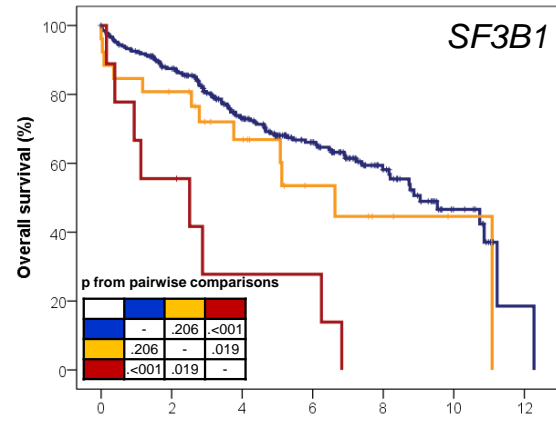 SF3B1
Overall survival (%)
100
80
60
40
20
0
p from pairwise comparisons
- .206 .<001
.206 - .019
.<001 .019 -
0 2 4 6 8 10 12